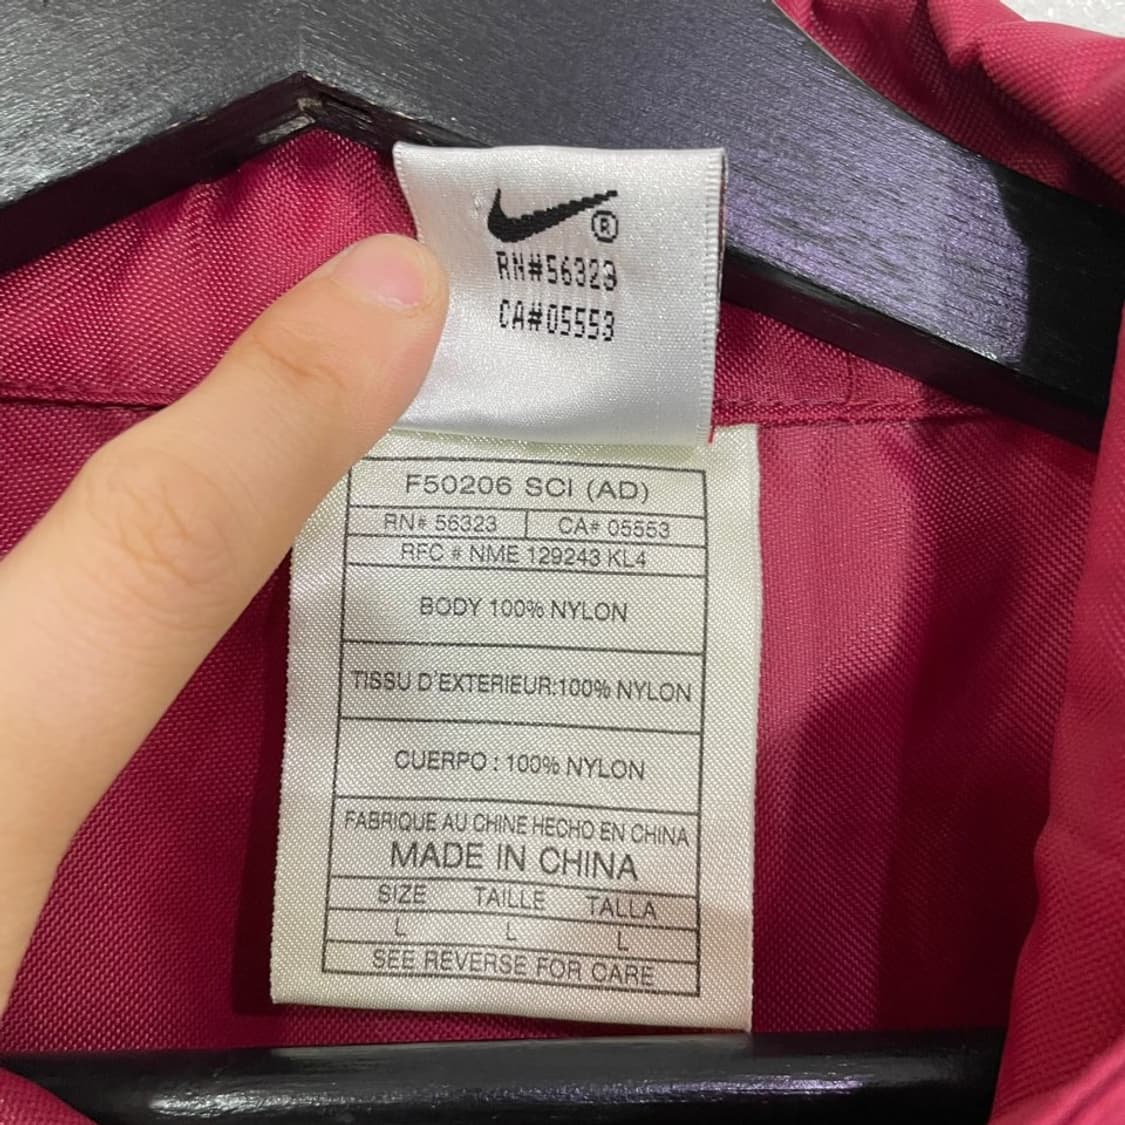 ®
RN#56323
CA#05553
F50206 SCI (AD)
RN# 56323 CA# 05553
RFC # NME 129243 KL4
BODY 100% NYLON
TISSU D'EXTERIEUR:100% NYLON
CUERPO : 100% NYLON
FABRIQUE AU CHINE HECHO EN CHINA
MADE IN CHINA
SIZE TAILLE TALLA
L L L
SEE REVERSE FOR CARE